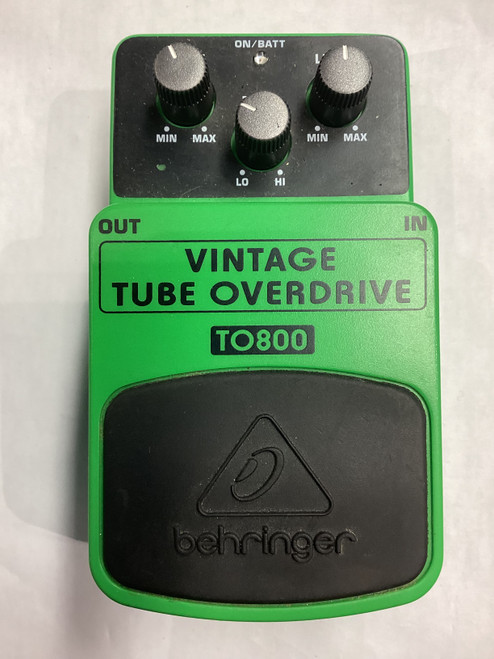 ON/BATT
MIN MAX
MIN MAX
LO HI
OUT
IN
VINTAGE
TUBE OVERDRIVE
TO800
behringer